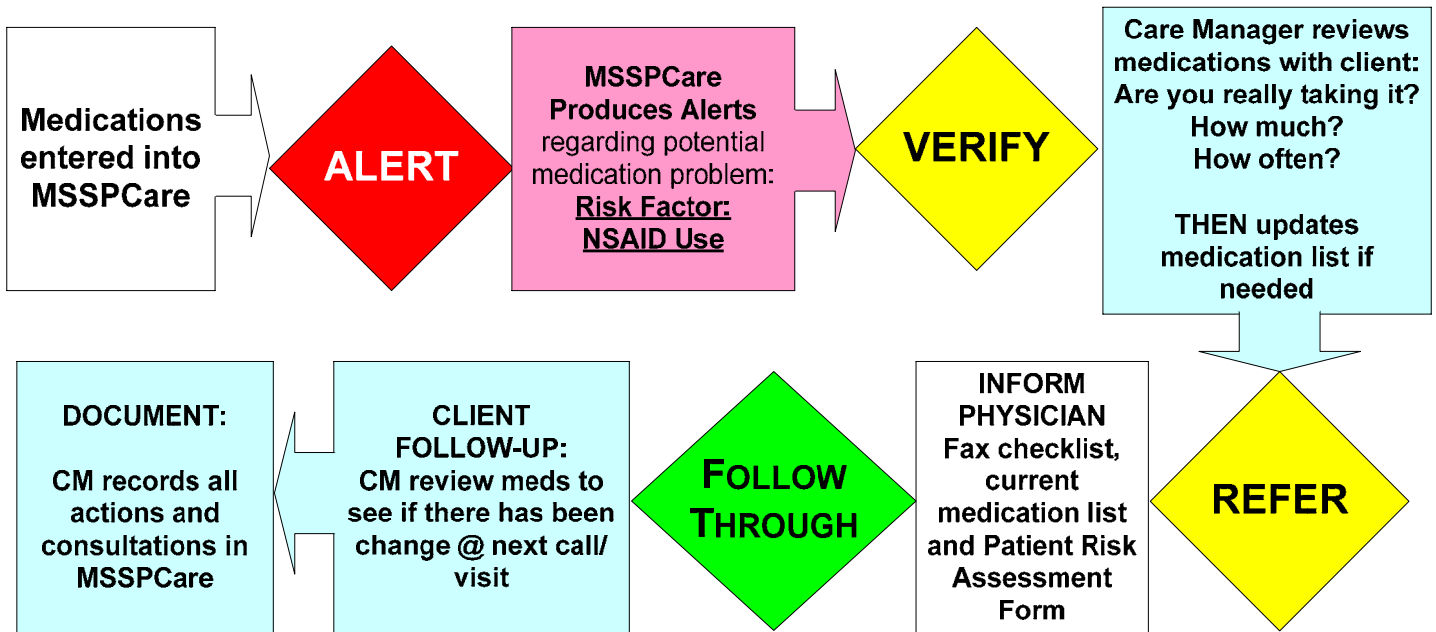 Medications
entered into
MSSPCare
ALERT
MSSPCare
Produces Alerts
regarding potential
medication problem:
Risk Factor:
NSAID Use
VERIFY
Care Manager reviews
medications with client:
Are you really taking it?
How much?
How often?
THEN updates
medication list if
needed
REFER
INFORM
PHYSICIAN
Fax checklist,
current
medication list
and Patient Risk
Assessment
Form
FOLLOW
THROUGH
CLIENT
FOLLOW-UP:
CM review meds to
see if there has been
change @ next call/
visit
DOCUMENT:
CM records all
actions and
consultations in
MSSPCare